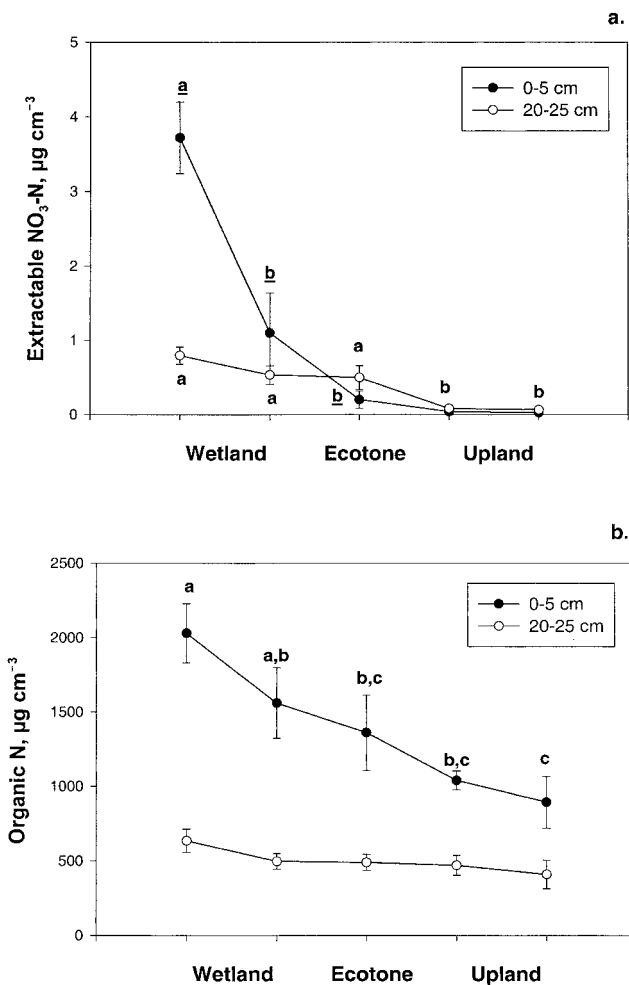 a.
Extractable NO₃-N, µg cm⁻³
5
4
3
2
1
0
0-5 cm
20-25 cm
a
b
a
b
b
b
a
a
Wetland Ecotone Upland
b.
Organic N, µg cm⁻³
2500
2000
1500
1000
500
0
0-5 cm
20-25 cm
a
a,b
b,c
b,c
c
Wetland Ecotone Upland